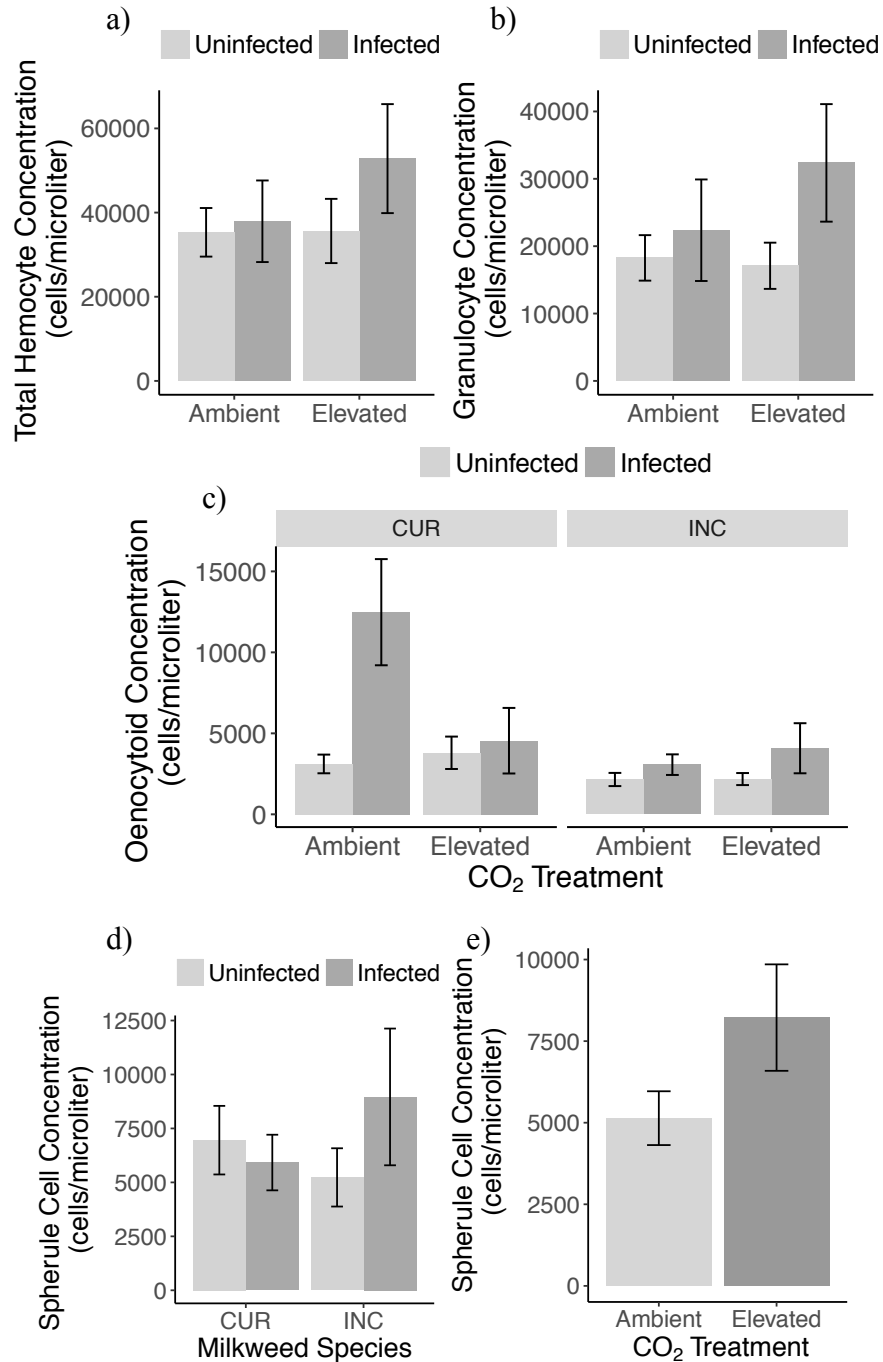 a)
Uninfected Infected
Total Hemocyte Concentration
(cells/microliter)
60000
40000
20000
0
Ambient Elevated
b)
Uninfected Infected
Granulocyte Concentration
(cells/microliter)
40000
30000
20000
10000
0
Ambient Elevated
Uninfected Infected
c)
CUR INC
Oenocytoid Concentration
(cells/microliter)
15000
10000
5000
0
Ambient Elevated Ambient Elevated
CO₂ Treatment
d)
Uninfected Infected
Spherule Cell Concentration
(cells/microliter)
12500
10000
7500
5000
2500
0
CUR INC
Milkweed Species
e)
Spherule Cell Concentration
(cells/microliter)
10000
7500
5000
2500
0
Ambient Elevated
CO₂ Treatment